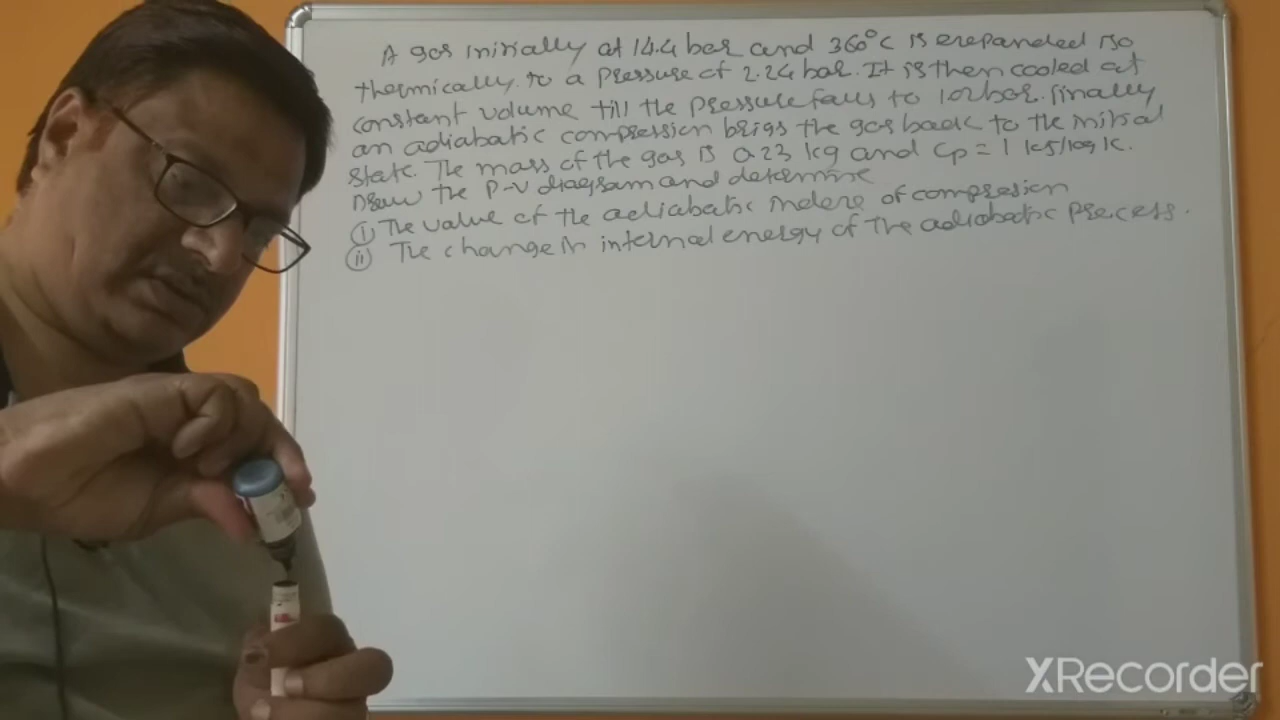 A gas initially at 14.4 bar and 360°C is expanded iso
thermically to a pressure of 2.24 bar. It is then cooled at
constant volume till the pressure falls to 1.02 bar. finally
an adiabatic compression brigs the gas back to the initial
state. The mass of the gas is 0.23 kg and Cp = 1 kJ/kg K.
Draw the P-V diagram and determine
(i) The value of the adiabatic index of compression
(ii) The change in internal energy of the adiabatic process.
XRecorder